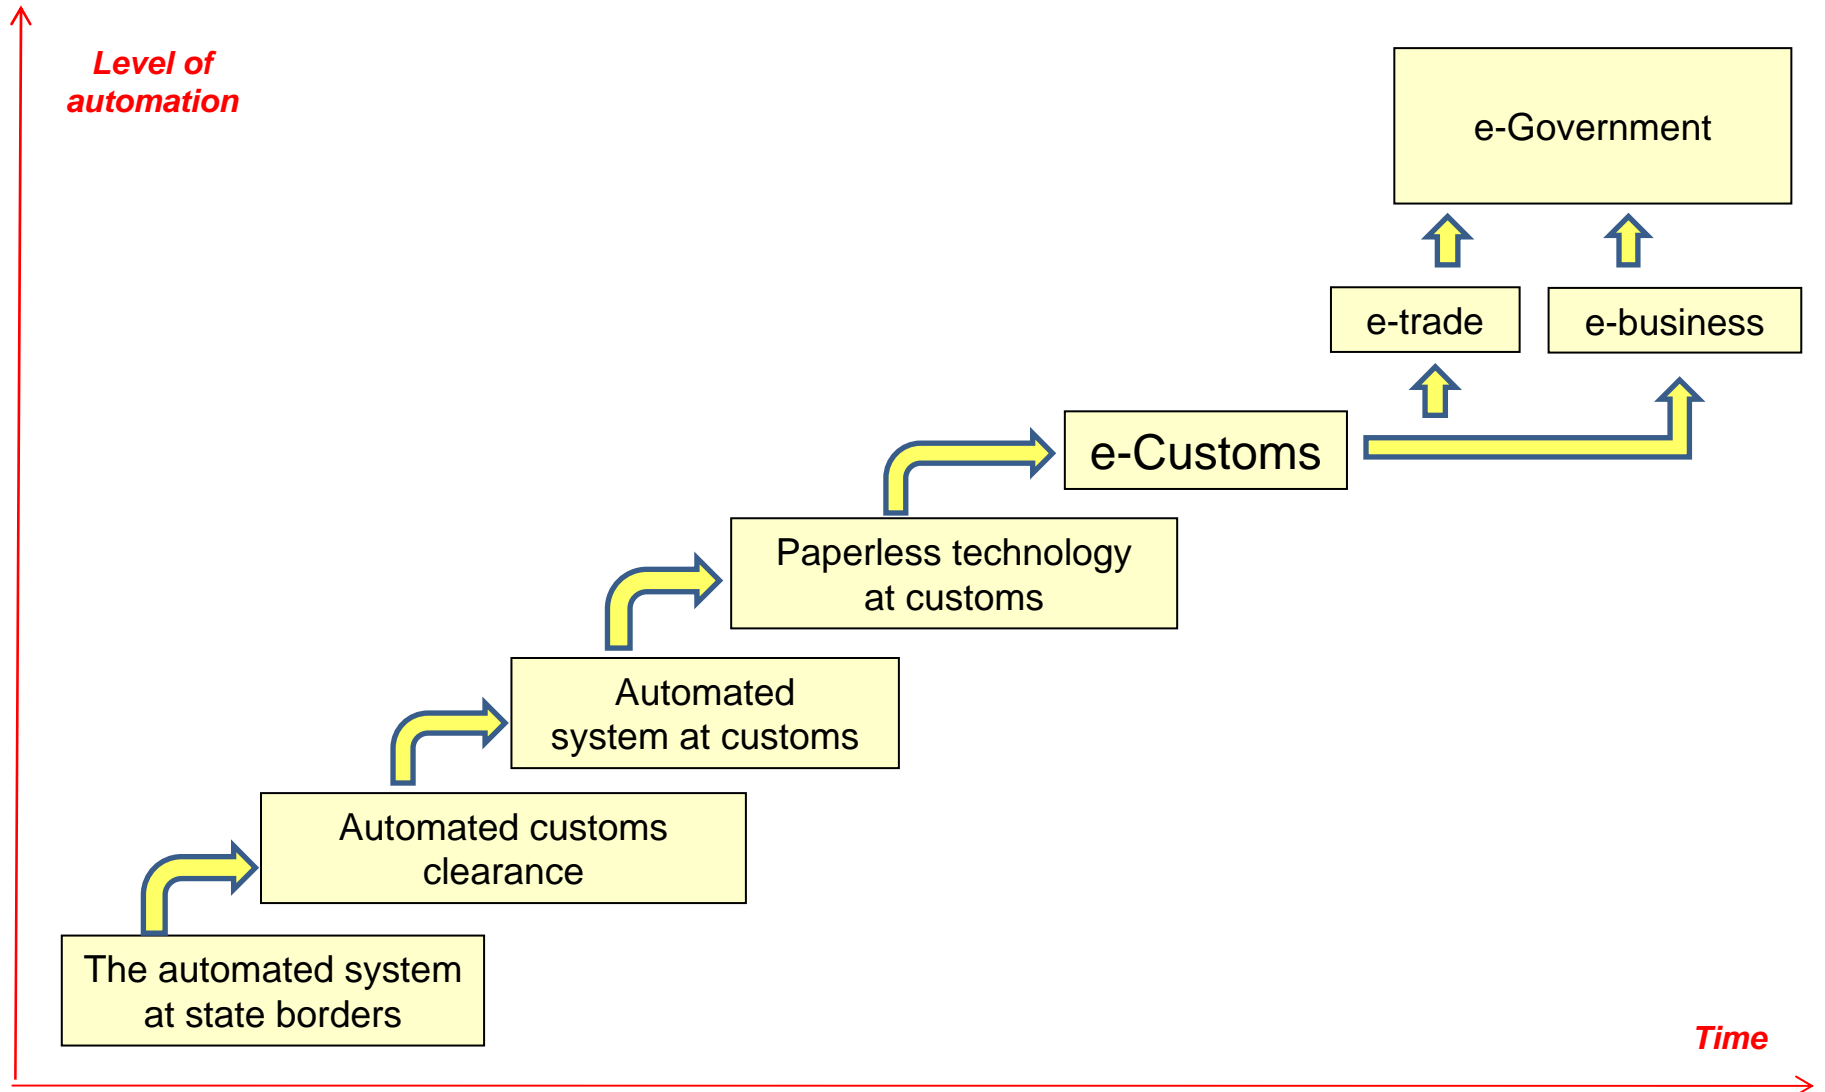 Level of
automation
e-Government
e-trade
e-business
e-Customs
Paperless technology
at customs
Automated
system at customs
Automated customs
clearance
The automated system
at state borders
Time